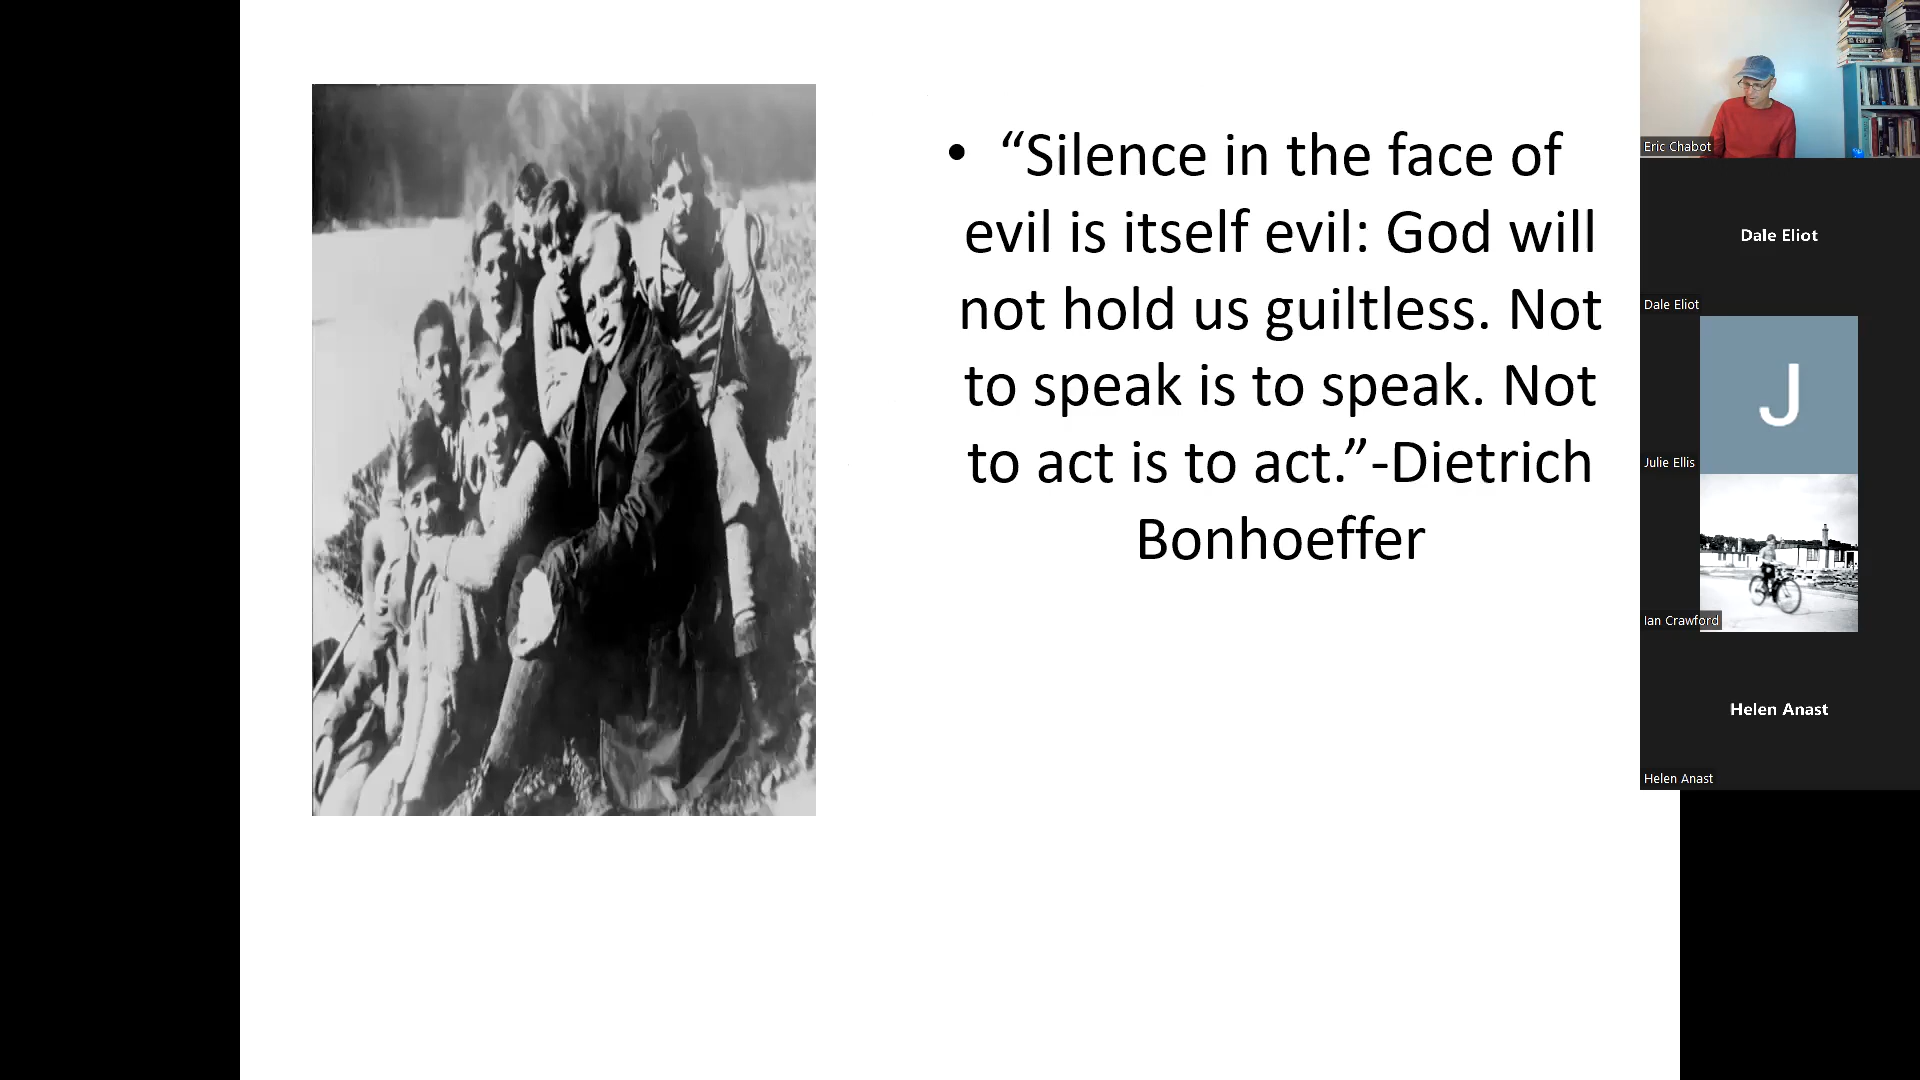 • “Silence in the face of
evil is itself evil: God will
not hold us guiltless. Not
to speak is to speak. Not
to act is to act.”-Dietrich
Bonhoeffer
Eric Chabot
Dale Eliot
Dale Eliot
J
Julie Ellis
Ian Crawford
Helen Anast
Helen Anast